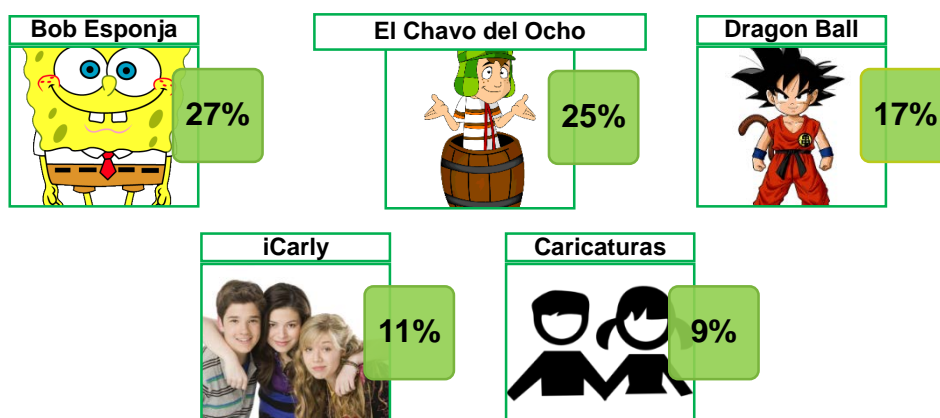 Bob Esponja
27%
El Chavo del Ocho
25%
Dragon Ball
17%
iCarly
11%
Caricaturas
9%